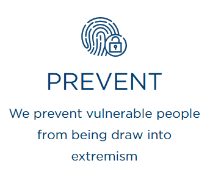 PREVENT
We prevent vulnerable people
from being draw into
extremism